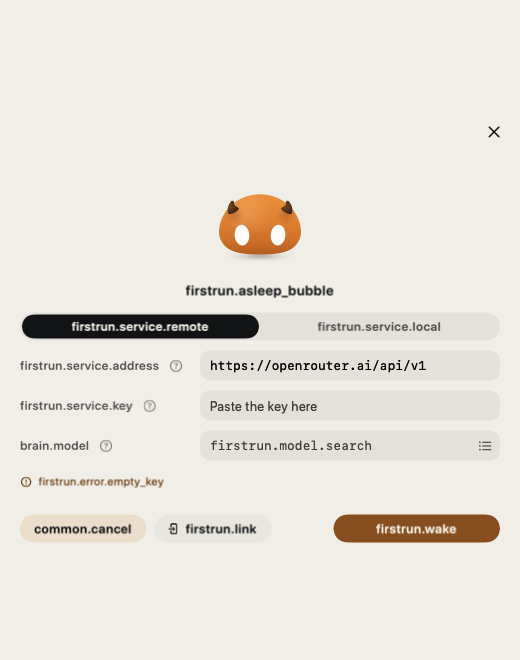 firstrun.asleep_bubble
firstrun.service.remote
firstrun.service.local
firstrun.service.address
https://openrouter.ai/api/v1
firstrun.service.key
Paste the key here
brain.model
firstrun.model.search
firstrun.error.empty_key
common.cancel
firstrun.link
firstrun.wake